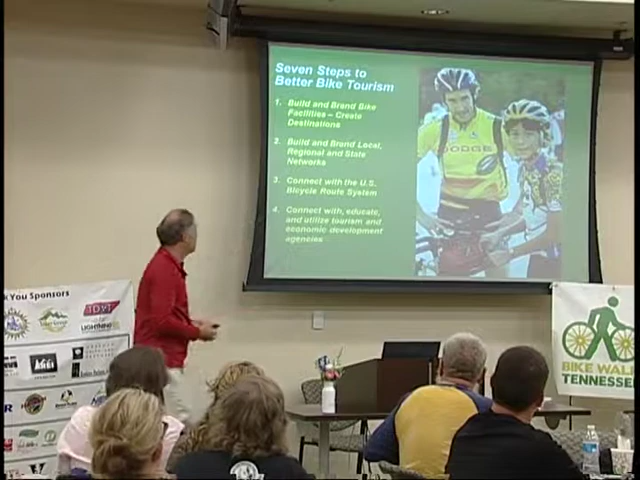 Seven Steps to
Better Bike Tourism
1. Build and Brand Bike
Facilities – Create
Destinations
2. Build and Brand Local,
Regional and State
Networks
3. Connect with the U.S.
Bicycle Route System
4. Connect with, educate,
and utilize tourism and
economic development
agencies
DODGE
k You Sponsors
TDOT
LIGHTNING
REI
BIKE WALK
TENNESSEE